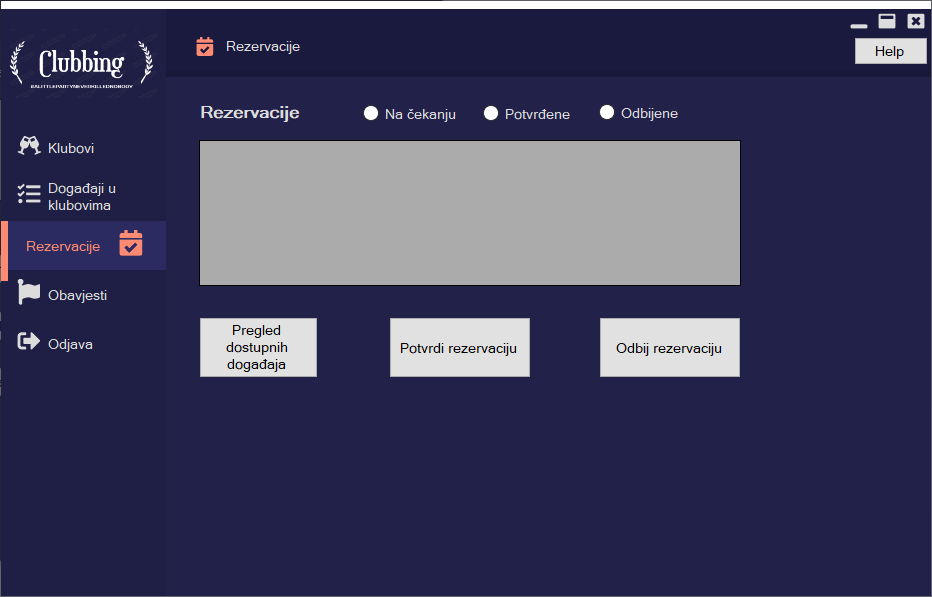 Clubbing
#ALITTLEPARTYNEVERKILLEDNOBODY
Rezervacije
Help
Klubovi
Događaji u
klubovima
Rezervacije
Obavjesti
Odjava
Rezervacije
Na čekanju
Potvrđene
Odbijene
Pregled
dostupnih
događaja
Potvrdi rezervaciju
Odbij rezervaciju